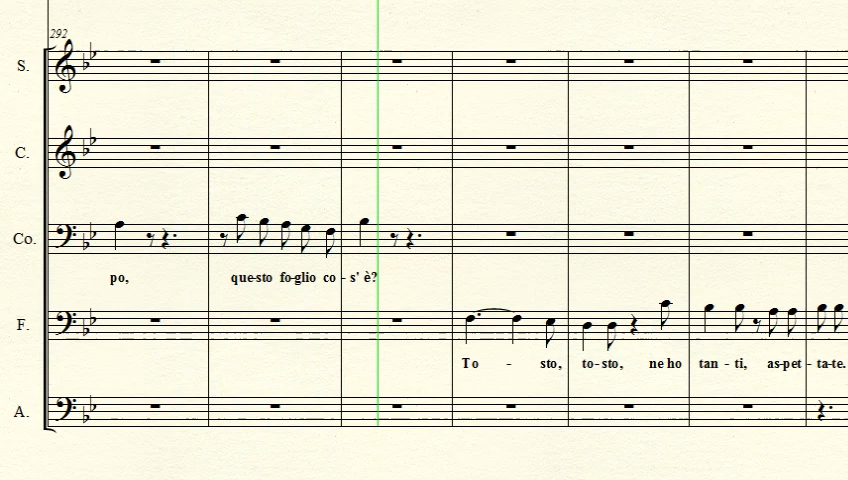 292
S.
C.
Co.
po, que-sto fo-glio co - s' è?
F.
To - sto, to-sto, ne ho tan - ti, as-pet - ta-te.
A.